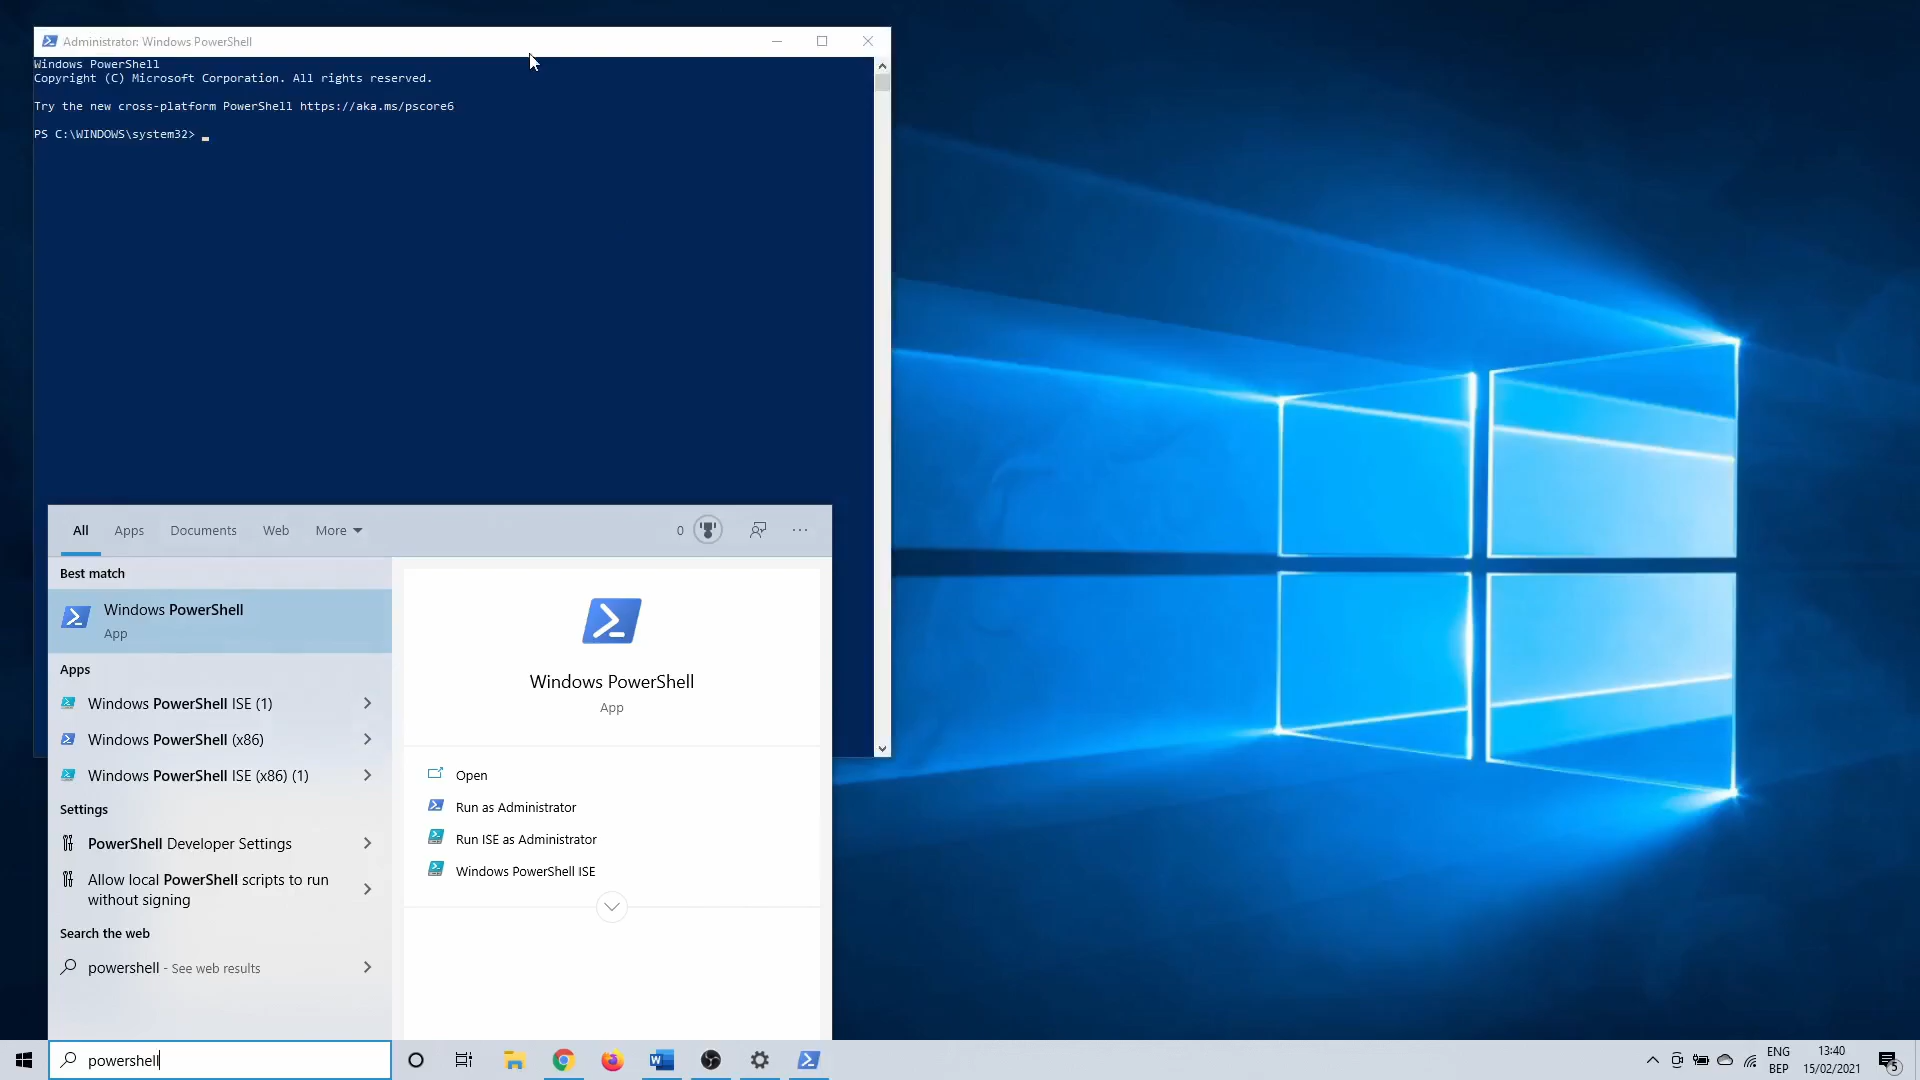 Administrator: Windows PowerShell
Windows PowerShell
Copyright (C) Microsoft Corporation. All rights reserved.
Try the new cross-platform PowerShell https://aka.ms/pscore6
PS C:\WINDOWS\system32> _
All Apps Documents Web More 0 ...
Best match
Windows PowerShell
App
Apps
Windows PowerShell ISE (1)
Windows PowerShell (x86)
Windows PowerShell ISE (x86) (1)
Settings
PowerShell Developer Settings
Allow local PowerShell scripts to run
without signing
Search the web
powershell - See web results
Windows PowerShell
App
Open
Run as Administrator
Run ISE as Administrator
Windows PowerShell ISE
powershell
W
ENG
BEP
13:40
15/02/2021
5